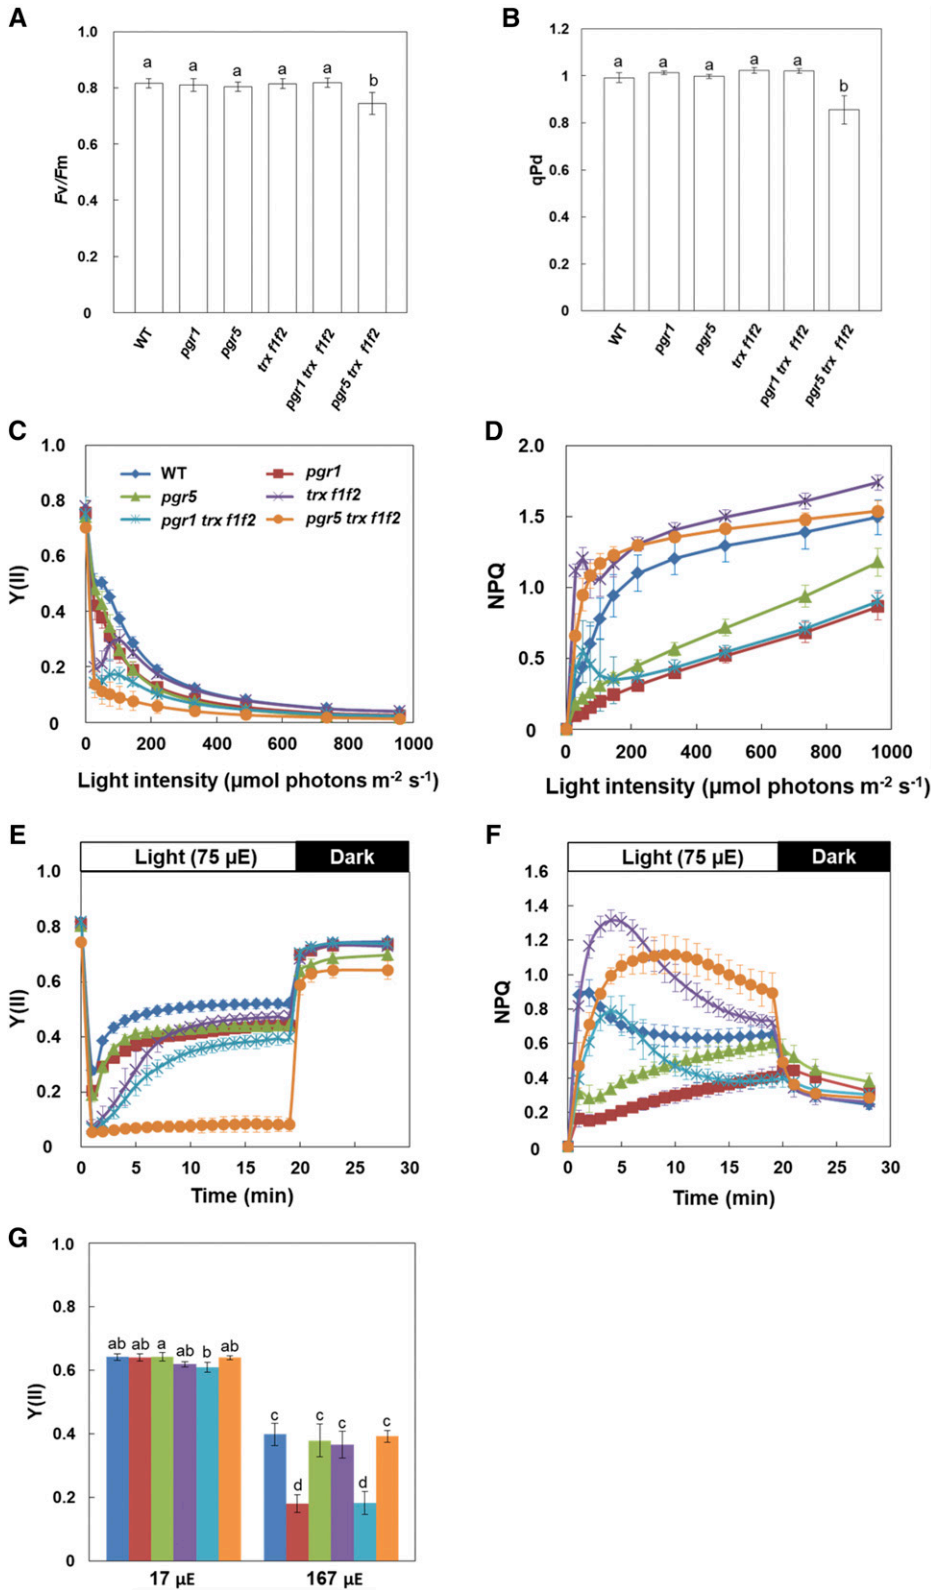 A
1.0
0.8
0.6
0.4
0.2
0
Fv/Fm
a
a
a
a
a
b
WT
pgr1
pgr5
trx f1f2
pgr1 trx f1f2
pgr5 trx f1f2
B
1.2
1
0.8
0.6
0.4
0.2
0
qPd
a
a
a
a
a
b
WT
pgr1
pgr5
trx f1f2
pgr1 trx f1f2
pgr5 trx f1f2
C
1.0
0.8
0.6
0.4
0.2
0
Y(II)
WT
pgr1
pgr5
trx f1f2
pgr1 trx f1f2
pgr5 trx f1f2
0 200 400 600 800 1000
Light intensity (µmol photons m-2 s-1)
D
2.0
1.5
1.0
0.5
0
NPQ
0 200 400 600 800 1000
Light intensity (µmol photons m-2 s-1)
E
Light (75 µE) Dark
1.0
0.8
0.6
0.4
0.2
0
Y(II)
0 5 10 15 20 25 30
Time (min)
F
Light (75 µE) Dark
1.6
1.4
1.2
1.0
0.8
0.6
0.4
0.2
0
NPQ
0 5 10 15 20 25 30
Time (min)
G
1.0
0.8
0.6
0.4
0.2
0
Y(II)
ab ab a ab b ab
c d c c d c
17 µE 167 µE